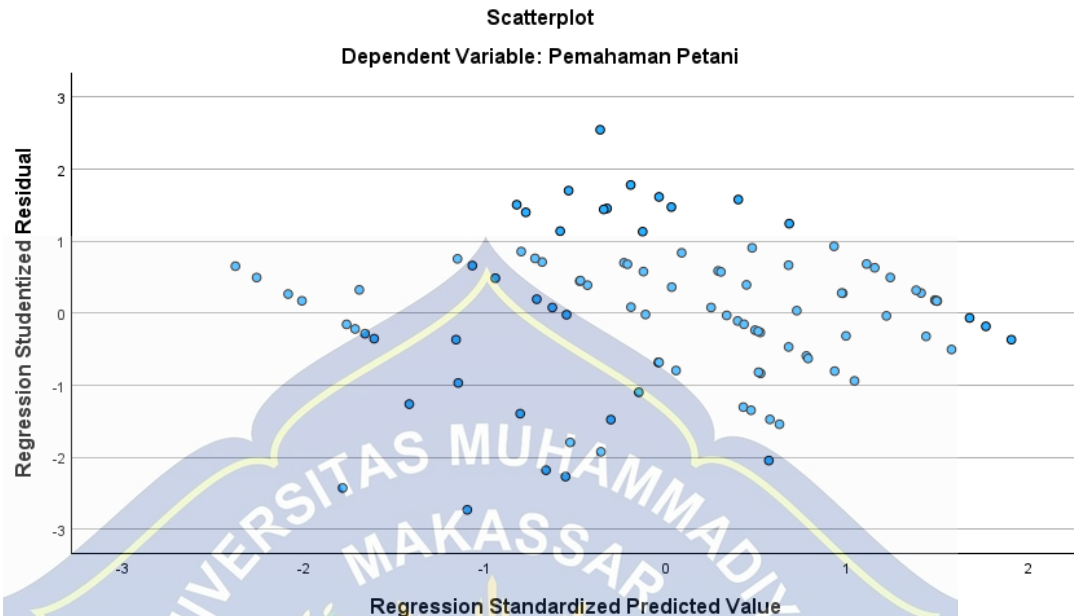 Scatterplot
Dependent Variable: Pemahaman Petani
Regression Studentized Residual
3
2
1
0
-1
-2
-3
-3 -2 -1 0 1 2
Regression Standardized Predicted Value
UNIVERSITAS MUHAMMADIY
MAKASSAR